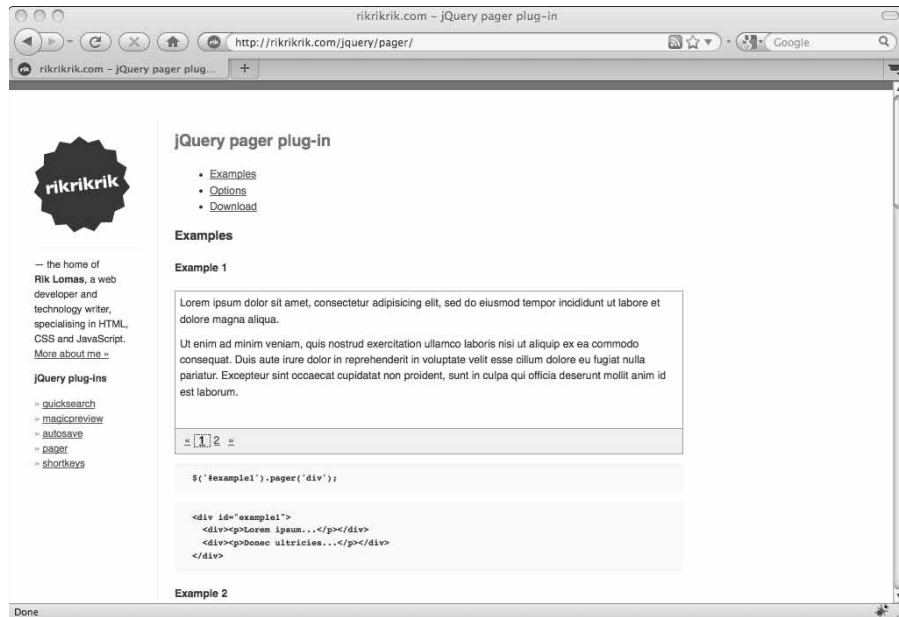 rikrikrik.com – jQuery pager plug-in
http://rikrikrik.com/jquery/pager/
Google
rikrikrik.com – jQuery pager plug...
+
rikrikrik
— the home of
Rik Lomas, a web
developer and
technology writer,
specialising in HTML,
CSS and JavaScript.
More about me »
jQuery plug-ins
» quicksearch
» magicpreview
» autosave
» pager
» shortkeys
jQuery pager plug-in
• Examples
• Options
• Download
Examples
Example 1
Lorem ipsum dolor sit amet, consectetur adipisicing elit, sed do eiusmod tempor incididunt ut labore et
dolore magna aliqua.
Ut enim ad minim veniam, quis nostrud exercitation ullamco laboris nisi ut aliquip ex ea commodo
consequat. Duis aute irure dolor in reprehenderit in voluptate velit esse cillum dolore eu fugiat nulla
pariatur. Excepteur sint occaecat cupidatat non proident, sunt in culpa qui officia deserunt mollit anim id
est laborum.
« 1 2 »
$('#example1').pager('div');
<div id="example1">
<div><p>Lorem ipsum...</p></div>
<div><p>Donec ultricies...</p></div>
</div>
Example 2
Done